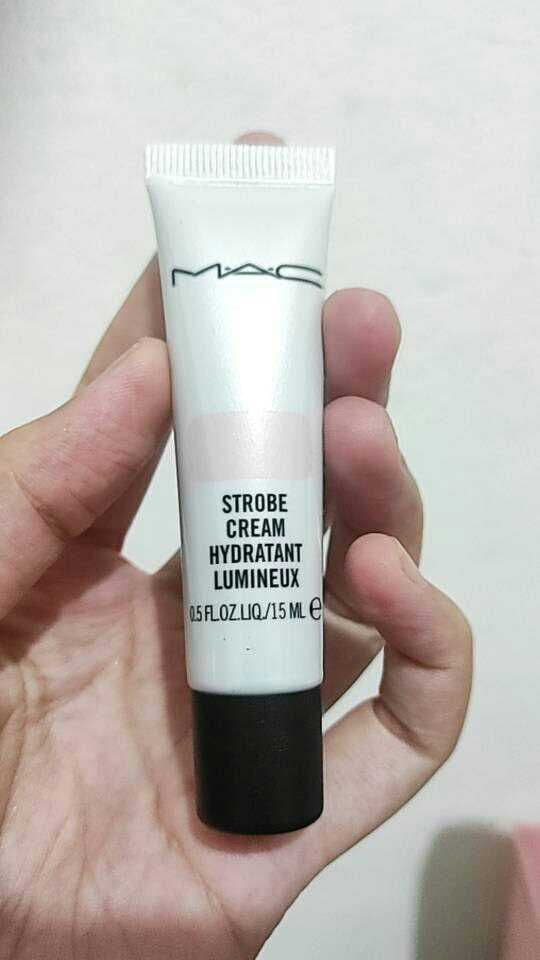 M·A·C
STROBE
CREAM
HYDRATANT
LUMINEUX
0.5 FL.OZ.LIQ./15 ML ℮